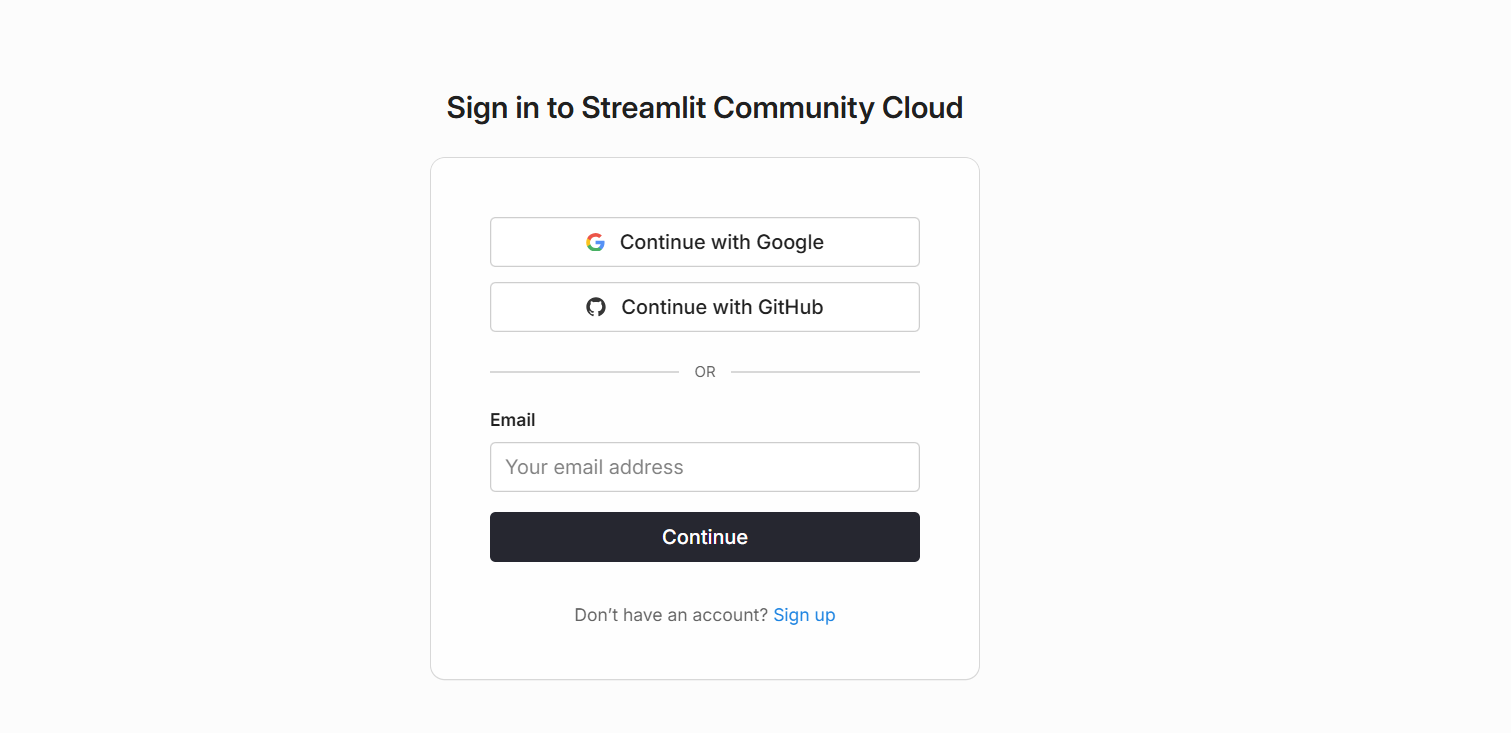 Sign in to Streamlit Community Cloud
Continue with Google
Continue with GitHub
OR
Email
Your email address
Continue
Don’t have an account? Sign up